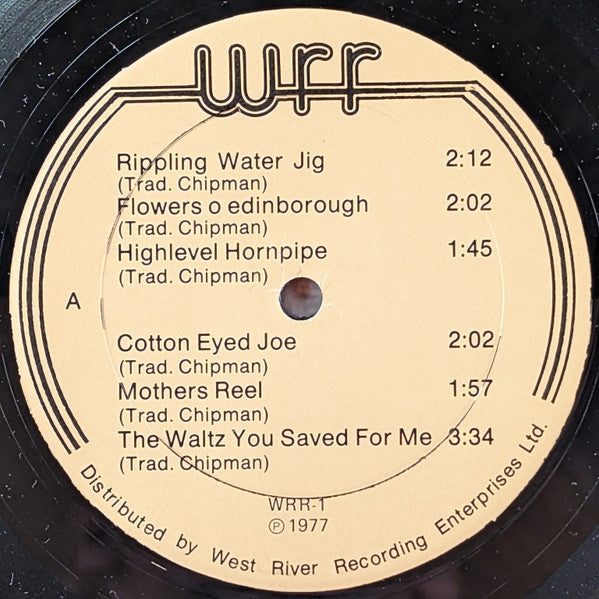 wrr
Rippling Water Jig 2:12
(Trad. Chipman)
Flowers o edinborough 2:02
(Trad. Chipman)
Highlevel Hornpipe 1:45
(Trad. Chipman)
A
Cotton Eyed Joe 2:02
(Trad. Chipman)
Mothers Reel 1:57
(Trad. Chipman)
The Waltz You Saved For Me 3:34
(Trad. Chipman)
WRR-1
Ⓟ 1977
Distributed by West River Recording Enterprises Ltd.